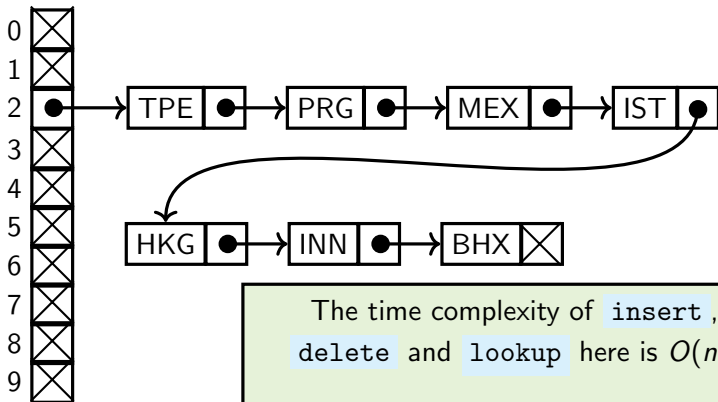 0
1
2 TPE PRG MEX IST
3
4
5 HKG INN BHX
6
7
8
9
The time complexity of insert,
delete and lookup here is O(n